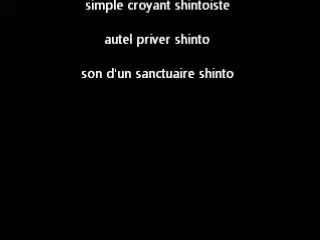 simple croyant shintoïste
autel priver shinto
son d'un sanctuaire shinto